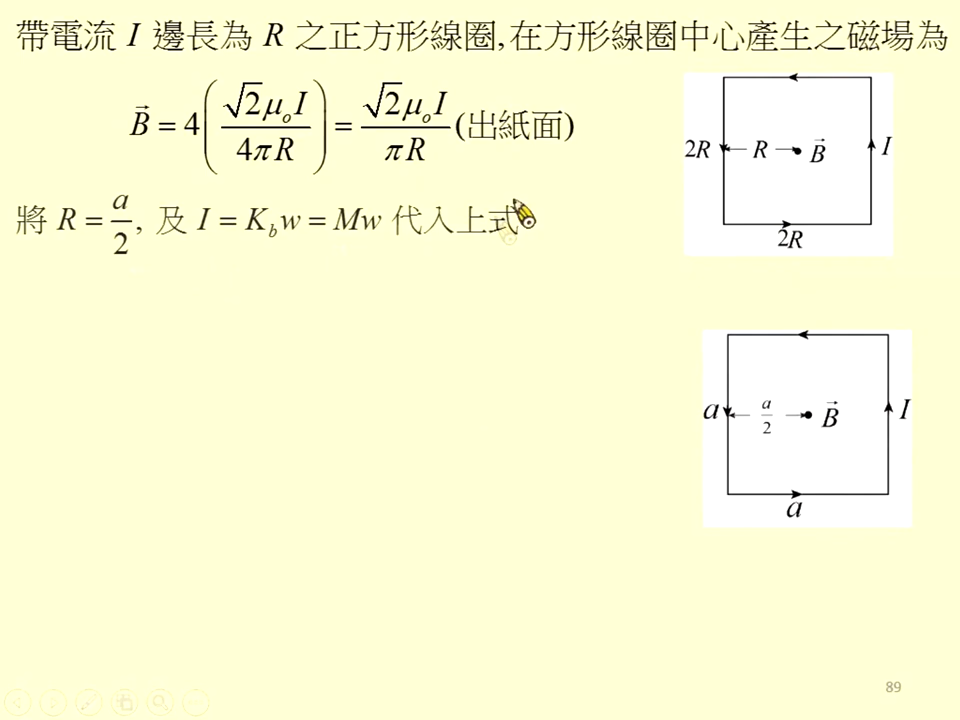 帶電流 I 邊長為 R 之正方形線圈,在方形線圈中心產生之磁場為
B⃗ = 4(√2μₒI / 4πR) = √2μₒI / πR (出紙面)
將 R = a/2, 及 I = K_b w = Mw 代入上式
2R R B⃗ I
2R
a a/2 B⃗ I
a
89